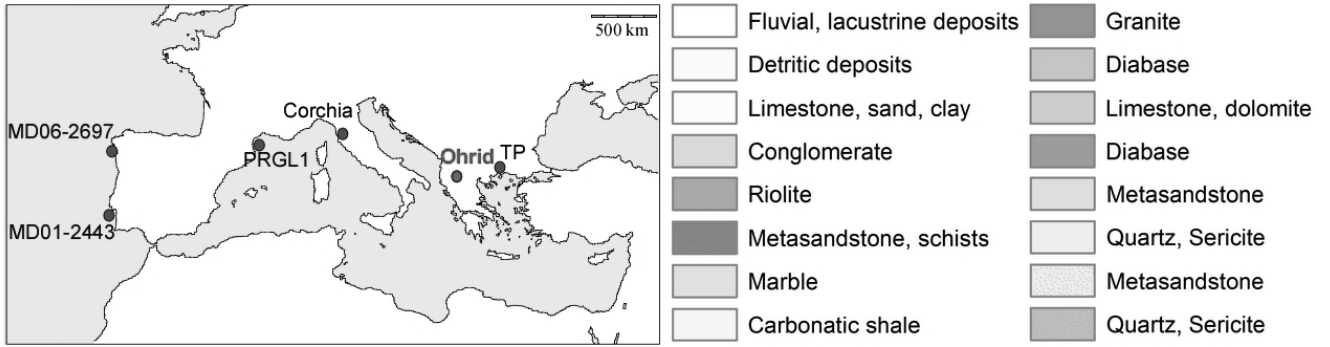 500 km
Corchia
MD06-2697
PRGL1
Ohrid
TP
MD01-2443
Fluvial, lacustrine deposits
Detritic deposits
Limestone, sand, clay
Conglomerate
Riolite
Metasandstone, schists
Marble
Carbonatic shale
Granite
Diabase
Limestone, dolomite
Diabase
Metasandstone
Quartz, Sericite
Metasandstone
Quartz, Sericite